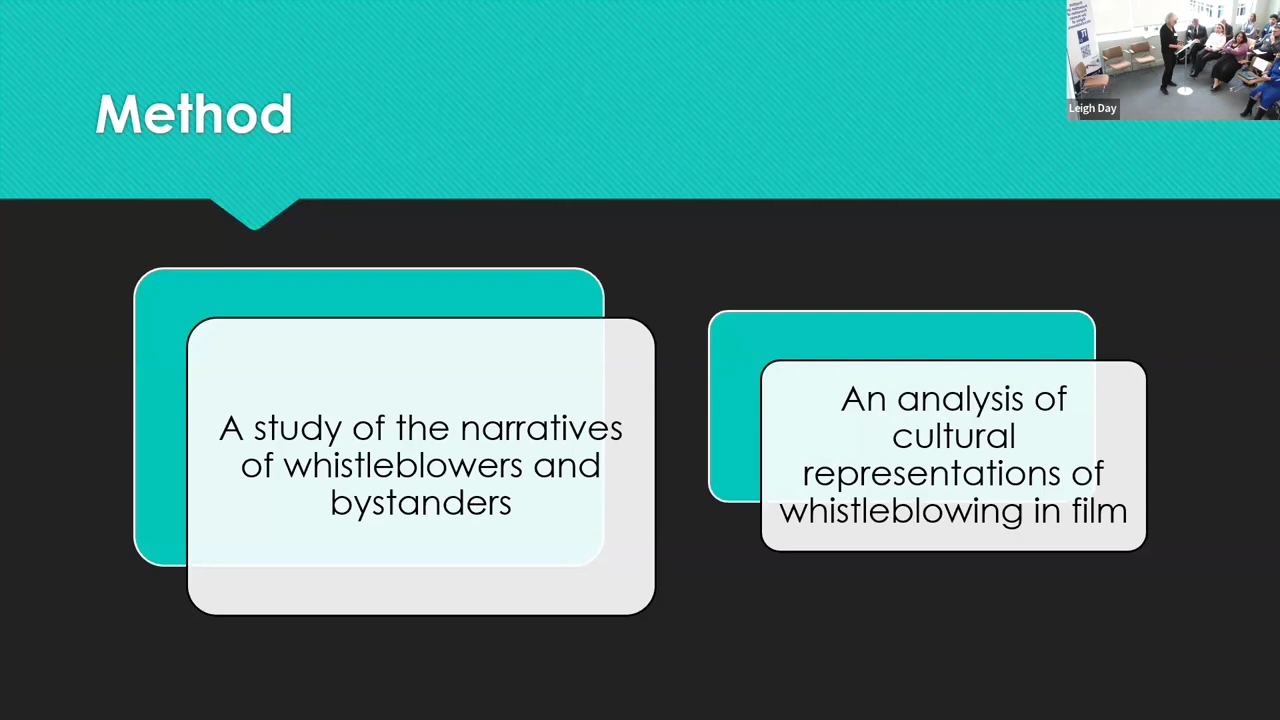 Method
Leigh Day
A study of the narratives
of whistleblowers and
bystanders
An analysis of
cultural
representations of
whistleblowing in film